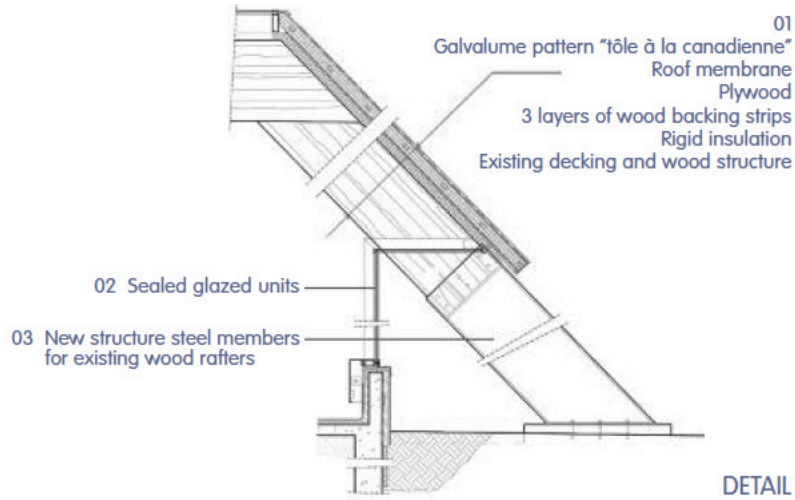 01
Galvalume pattern “tôle à la canadienne”
Roof membrane
Plywood
3 layers of wood backing strips
Rigid insulation
Existing decking and wood structure
02 Sealed glazed units
03 New structure steel members
for existing wood rafters
DETAIL